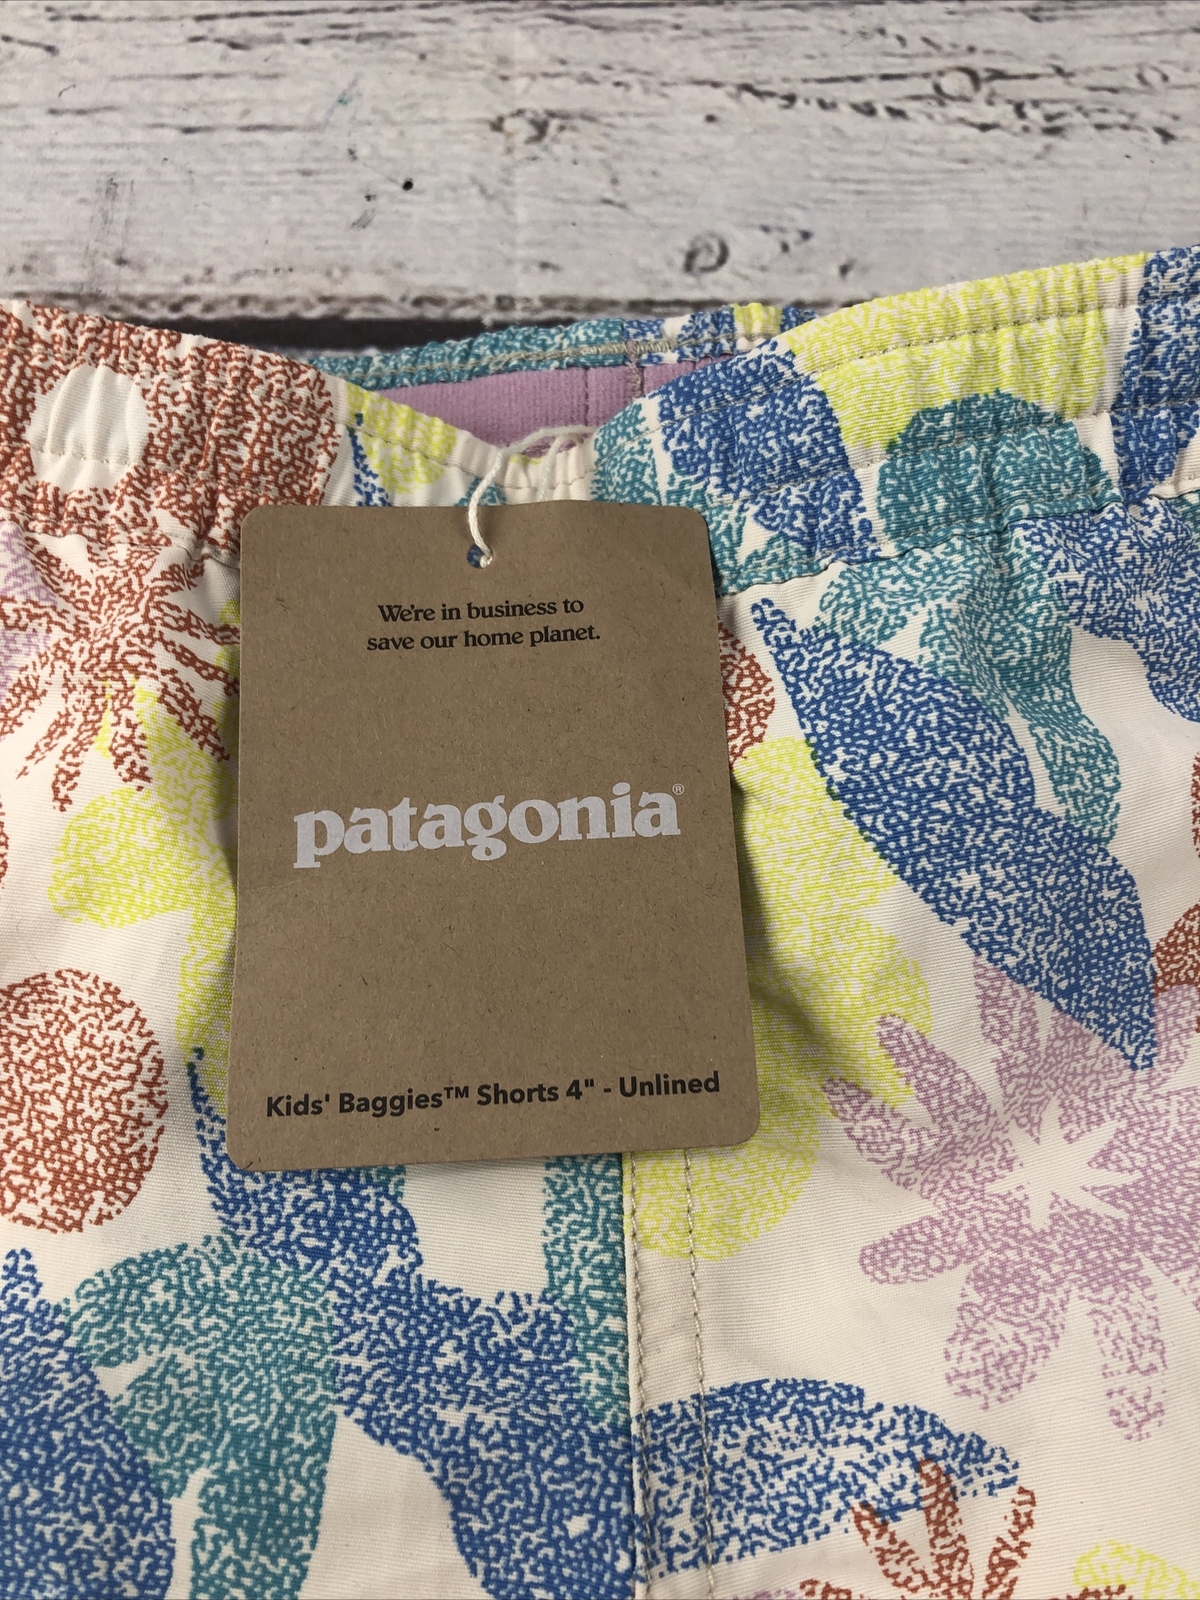 We're in business to
save our home planet.
patagonia®
Kids' Baggies™ Shorts 4" - Unlined